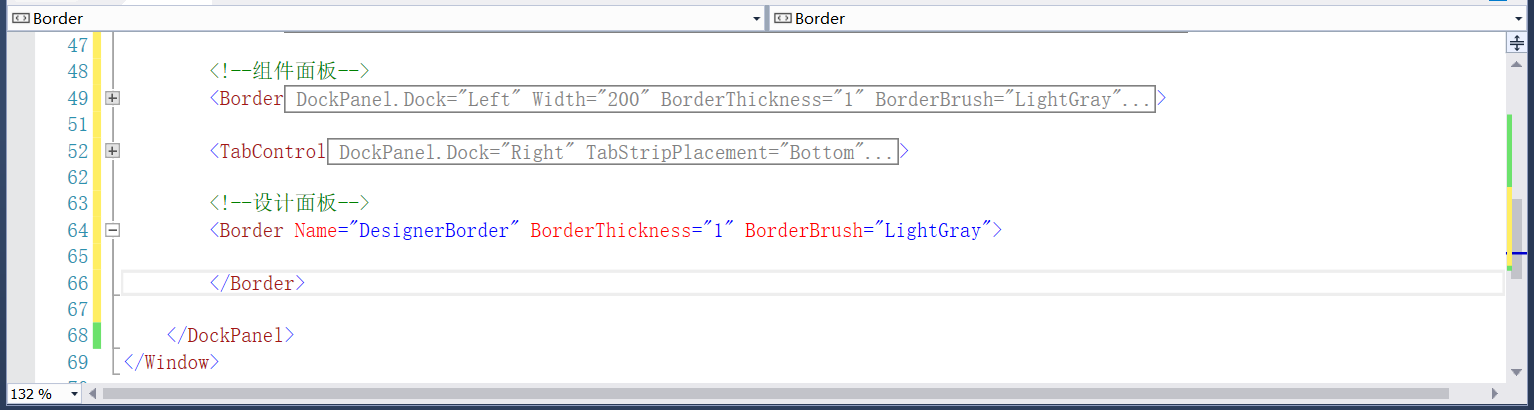 Border Border
47
48 <!--组件面板-->
49 <Border DockPanel.Dock="Left" Width="200" BorderThickness="1" BorderBrush="LightGray"...>
51
52 <TabControl DockPanel.Dock="Right" TabStripPlacement="Bottom"...>
62
63 <!--设计面板-->
64 <Border Name="DesignerBorder" BorderThickness="1" BorderBrush="LightGray">
65
66 </Border>
67
68 </DockPanel>
69 </Window>
132 %